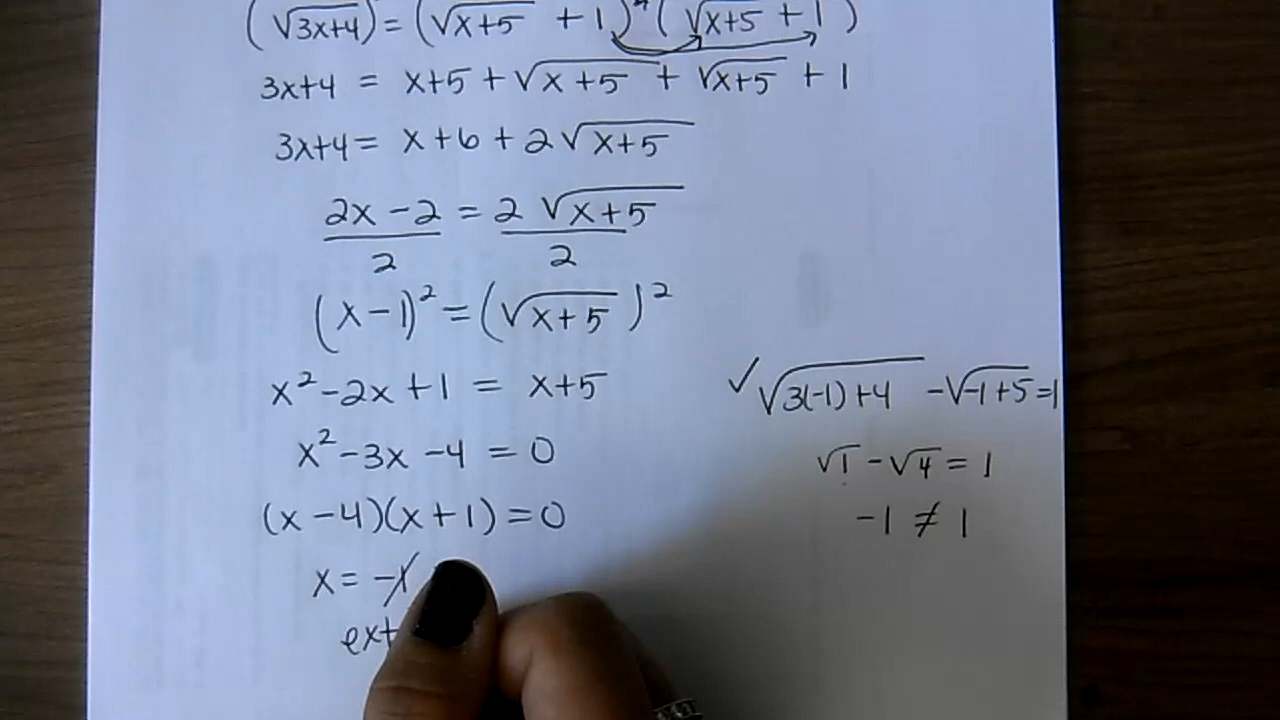 (√3x+4)² = (√x+5 + 1)(√x+5 + 1)
3x+4 = x+5 + √x+5 + √x+5 + 1
3x+4 = x+6 + 2√x+5
2x-2 = 2 √x+5
2 2
(x-1)² = (√x+5)²
x²-2x+1 = x+5
x²-3x-4 = 0
(x-4)(x+1) = 0
x = -1
ext
✓ √3(-1)+4 - √-1+5 = 1
√1 - √4 = 1
-1 ≠ 1